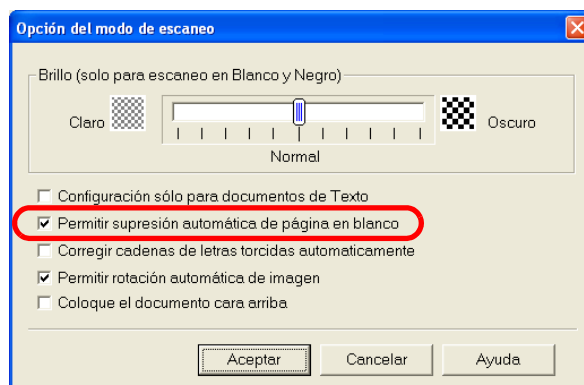 Opción del modo de escaneo
Brillo (solo para escaneo en Blanco y Negro)
Claro
Oscuro
Normal
Configuración sólo para documentos de Texto
Permitir supresión automática de página en blanco
Corregir cadenas de letras torcidas automaticamente
Permitir rotación automática de imagen
Coloque el documento cara arriba
Aceptar Cancelar Ayuda